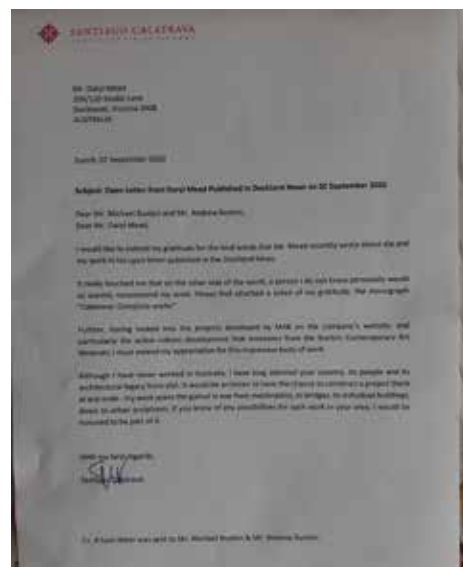 SANTIAGO CALATRAVA
Mr. Daryl Mead
Docklands, Victoria 3008
AUSTRALIA
Zurich, 07 September 2022
Subject: Open Letter from Daryl Mead Published in Dockland News on 02 September 2022
Dear Mr. Michael Buxton and Mr. Andrew Buxton,
Dear Mr. Daryl Mead,
I would like to extend my gratitude for the kind words that Mr. Mead recently wrote about me and
my work in his open letter published in the Dockland News.
It really touched me that on the other side of the world, a person I do not know personally would
so warmly recommend my work. Please find attached a token of my gratitude, the monograph
"Calatrava: Complete works".
Further, having looked into the projects developed by MAB on the company's website, and
particularly the active culture development that emanates from the Buxton Contemporary Art
Museum, I must extend my appreciation for this impressive body of work.
Although I have never worked in Australia, I have long admired your country, its people and its
architectural legacy from afar. It would be an honor to have the chance to construct a project there
at any scale - my work spans the gamut in size from masterplans, to bridges, to individual buildings,
down to urban sculptures. If you know of any possibilities for such work in your area, I would be
honored to be part of it.
With my kind regards,
Santiago Calatrava
Cc. A twin letter was sent to Mr. Michael Buxton & Mr. Andrew Buxton